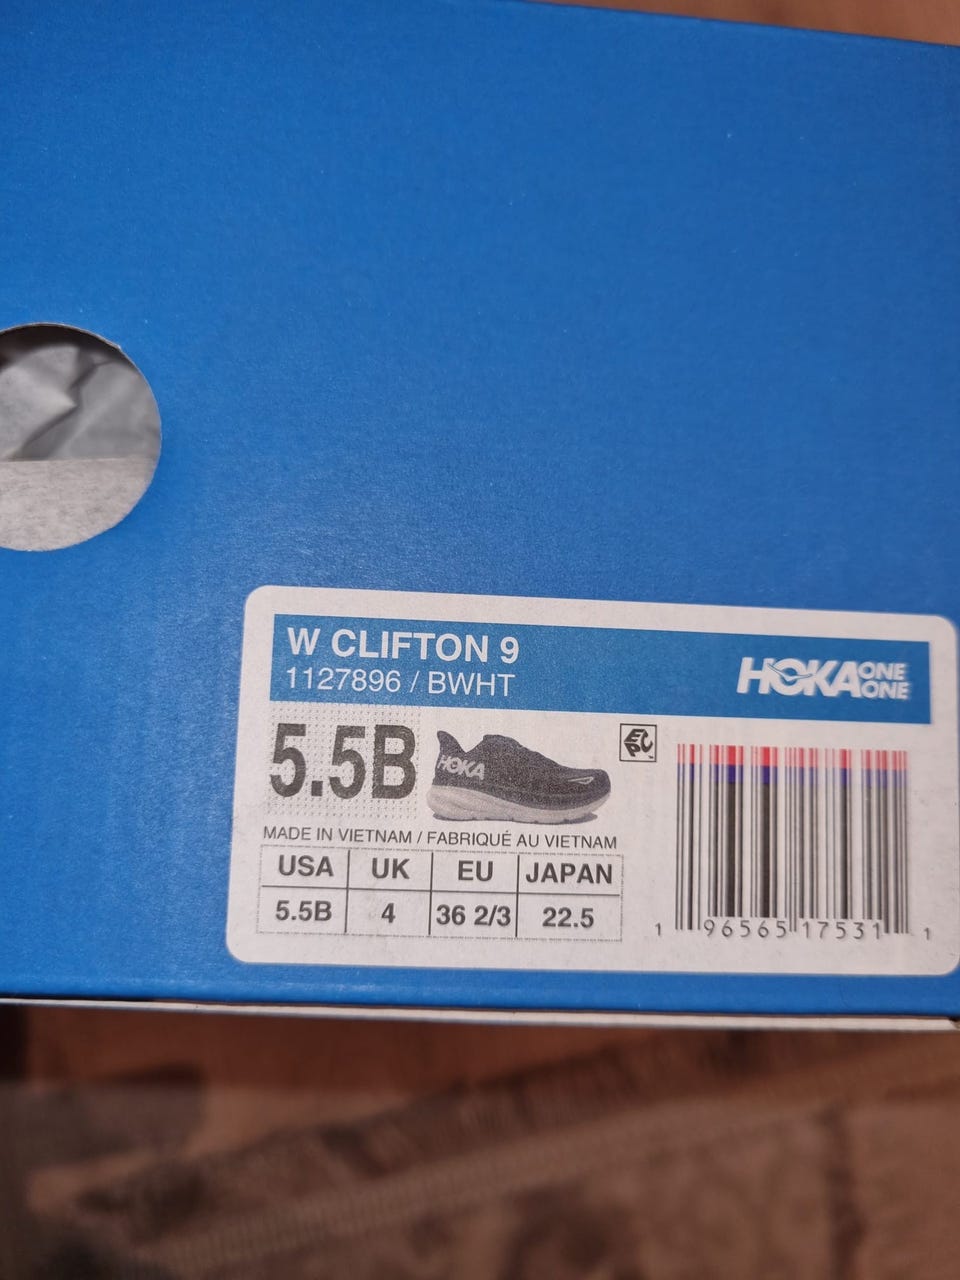 W CLIFTON 9
1127896 / BWHT
HOKA ONE ONE
5.5B
HOKA
EPC
MADE IN VIETNAM / FABRIQUÉ AU VIETNAM
USA UK EU JAPAN
5.5B 4 36 2/3 22.5
1 96565 17531 1